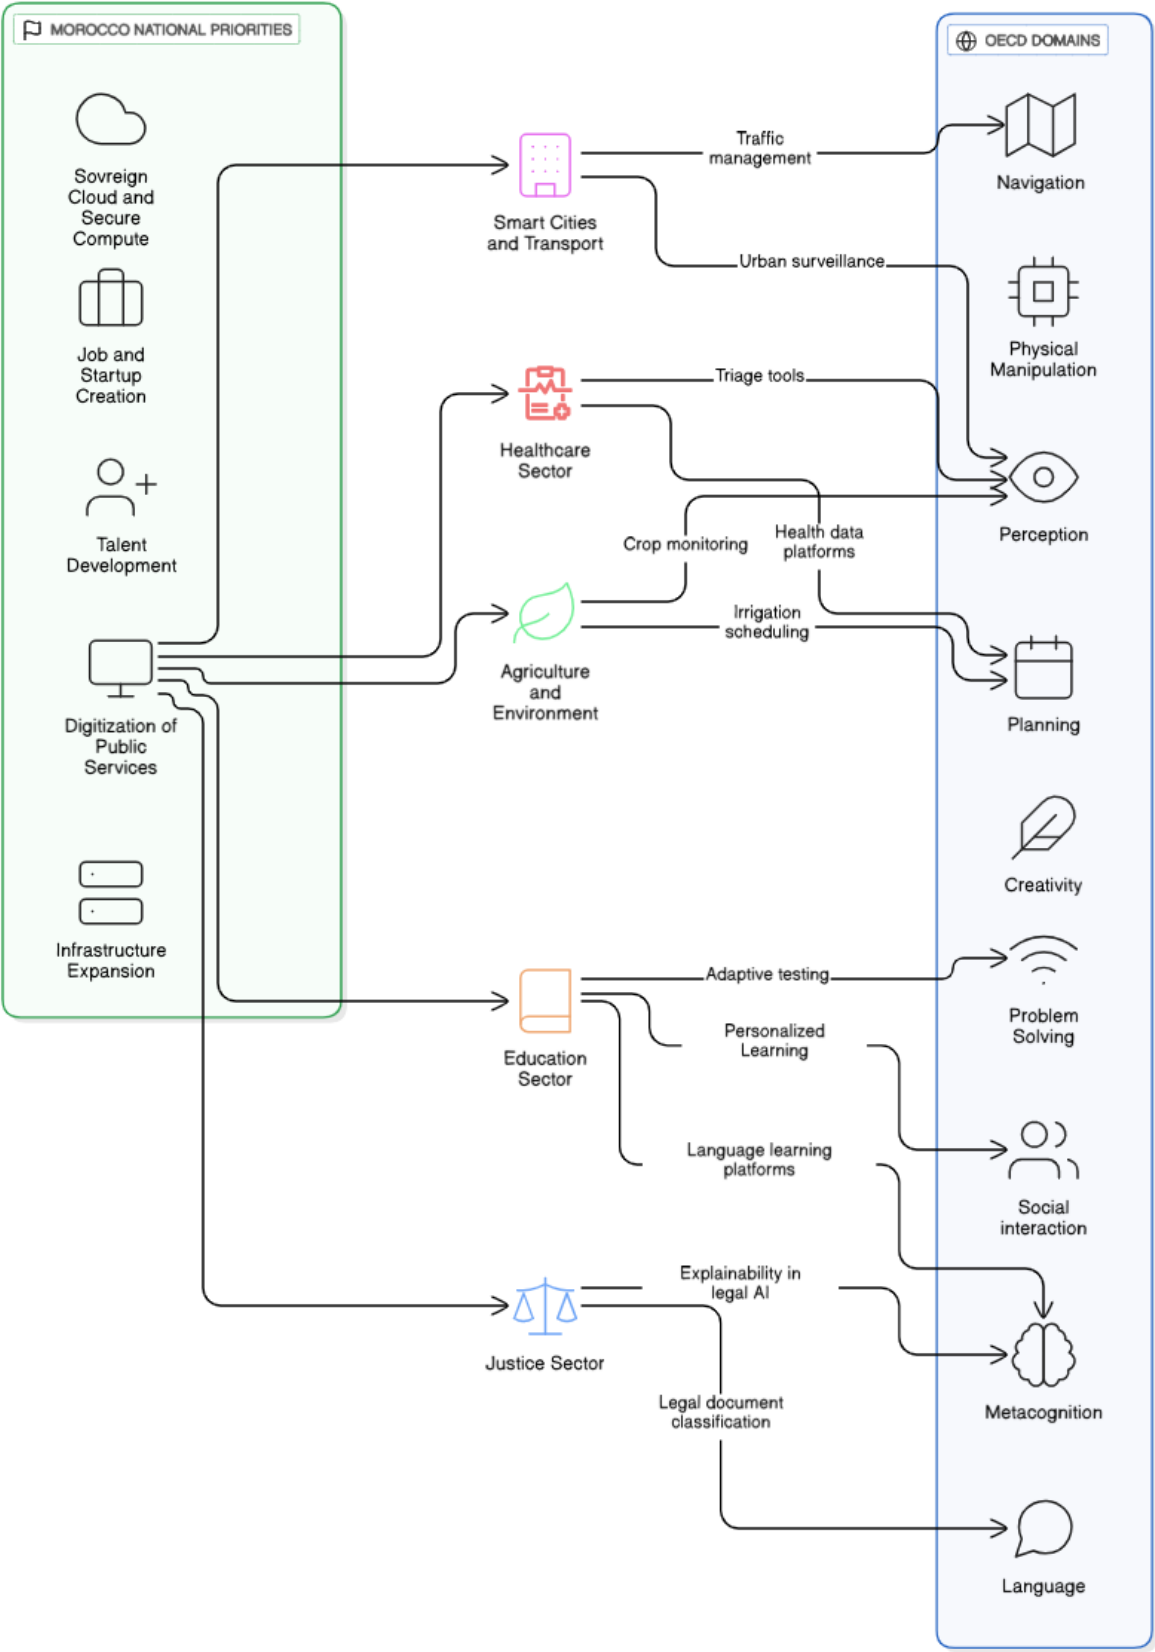 MOROCCO NATIONAL PRIORITIES
Sovreign
Cloud and
Secure
Compute
Job and
Startup
Creation
Talent
Development
Digitization of
Public
Services
Infrastructure
Expansion
Smart Cities
and Transport
Healthcare
Sector
Agriculture
and
Environment
Education
Sector
Justice Sector
Traffic
management
Urban surveillance
Triage tools
Crop monitoring
Health data
platforms
Irrigation
scheduling
Adaptive testing
Personalized
Learning
Language learning
platforms
Explainability in
legal AI
Legal document
classification
OECD DOMAINS
Navigation
Physical
Manipulation
Perception
Planning
Creativity
Problem
Solving
Social
interaction
Metacognition
Language